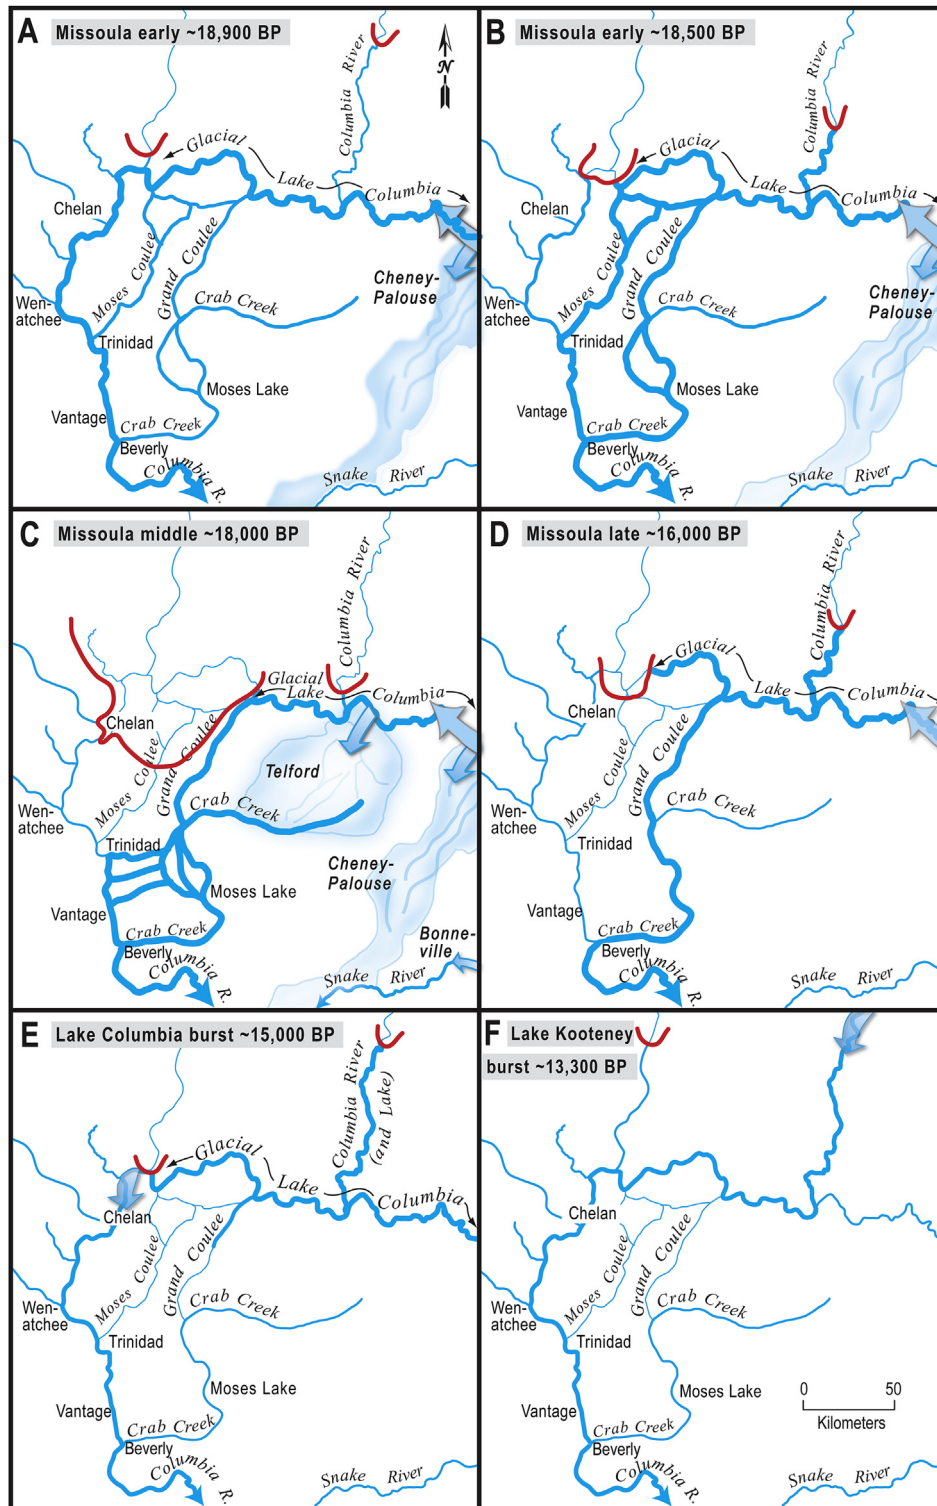 A
Missoula early ~18,900 BP
N
Columbia River
Glacial
Lake
Columbia
Chelan
Moses Coulee
Grand Coulee
Cheney-
Palouse
Wen-
atchee
Crab Creek
Trinidad
Moses Lake
Vantage
Crab Creek
Beverly
Columbia R.
Snake River
B
Missoula early ~18,500 BP
Columbia River
Glacial
Lake
Columbia
Chelan
Moses Coulee
Grand Coulee
Cheney-
Palouse
Wen-
atchee
Crab Creek
Trinidad
Moses Lake
Vantage
Crab Creek
Beverly
Columbia R.
Snake River
C
Missoula middle ~18,000 BP
Columbia River
Glacial
Lake
Columbia
Chelan
Moses Coulee
Grand Coulee
Telford
Wen-
atchee
Crab Creek
Trinidad
Cheney-
Palouse
Moses Lake
Vantage
Crab Creek
Bonne-
ville
Beverly
Columbia R.
Snake River
D
Missoula late ~16,000 BP
Columbia River
Glacial
Lake
Columbia
Chelan
Moses Coulee
Grand Coulee
Wen-
atchee
Crab Creek
Trinidad
Moses Lake
Vantage
Crab Creek
Beverly
Columbia R.
Snake River
E
Lake Columbia burst ~15,000 BP
Columbia River
(and Lake)
Glacial
Lake
Columbia
Chelan
Moses Coulee
Grand Coulee
Wen-
atchee
Crab Creek
Trinidad
Moses Lake
Vantage
Crab Creek
Beverly
Columbia R.
Snake River
F
Lake Kooteney
burst ~13,300 BP
Chelan
Moses Coulee
Grand Coulee
Wen-
atchee
Crab Creek
Trinidad
Moses Lake
0 50
Kilometers
Vantage
Crab Creek
Beverly
Columbia R.
Snake River